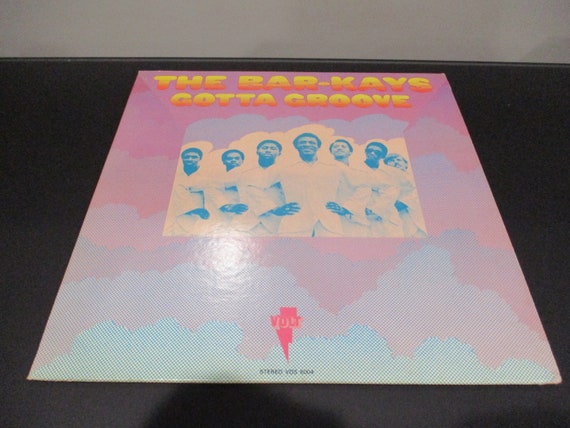 THE BAR-KAYS
GOTTA GROOVE
VOLT
STEREO VOS 6004